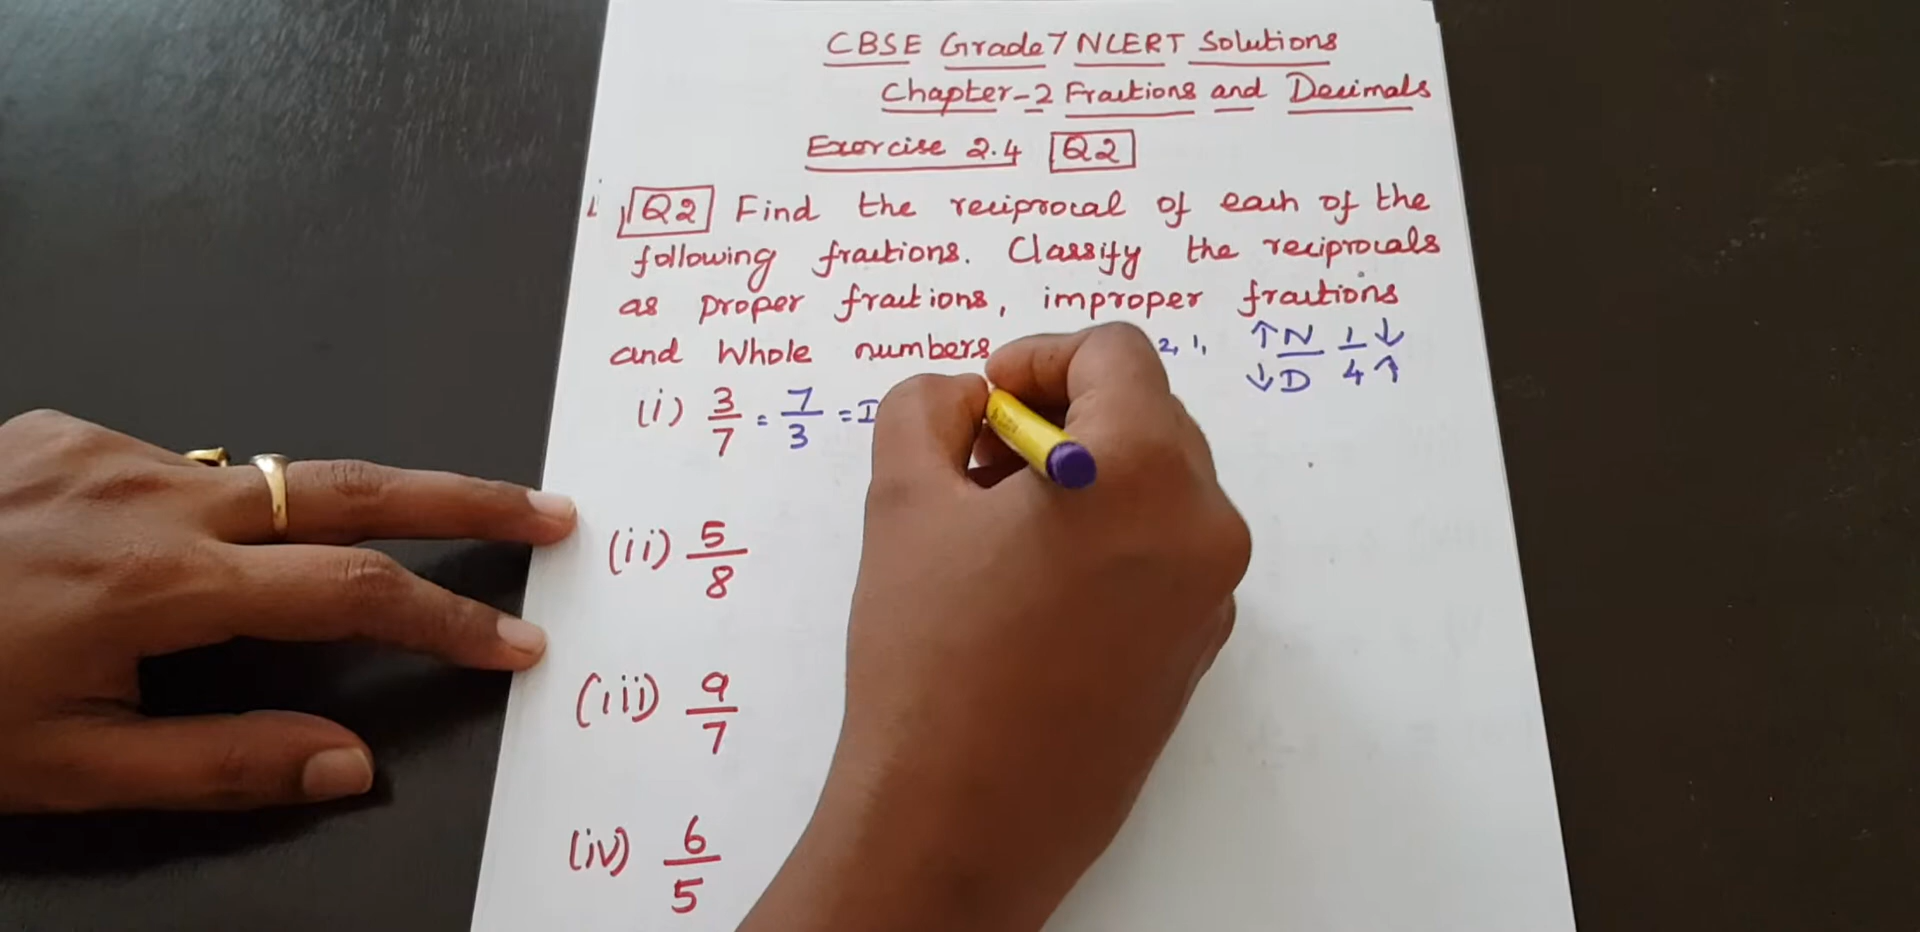 CBSE Grade 7 NCERT Solutions
Chapter-2 Fractions and Decimals
Exercise 2.4 Q2
Q2 Find the reciprocal of each of the
following fractions. Classify the reciprocals
as proper fractions, improper fractions
and Whole numbers 2, 1, ↑N/↓D 1↓/4↑
(i) 3/7 = 7/3 = I
(ii) 5/8
(iii) 9/7
(iv) 6/5